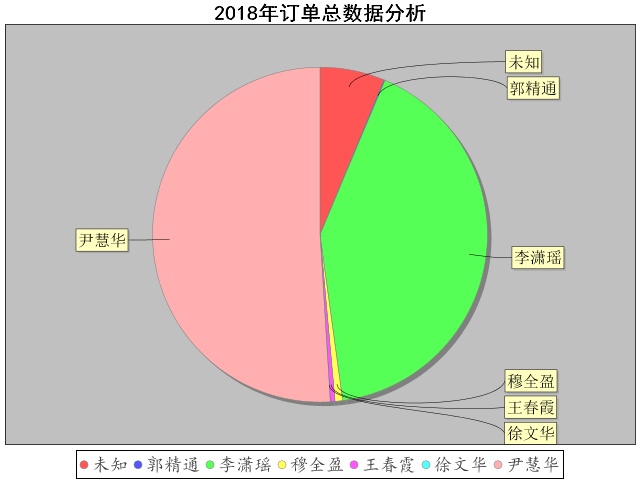 2018年订单总数据分析
未知
郭精通
尹慧华
李潇瑶
穆全盈
王春霞
徐文华
未知 郭精通 李潇瑶 穆全盈 王春霞 徐文华 尹慧华